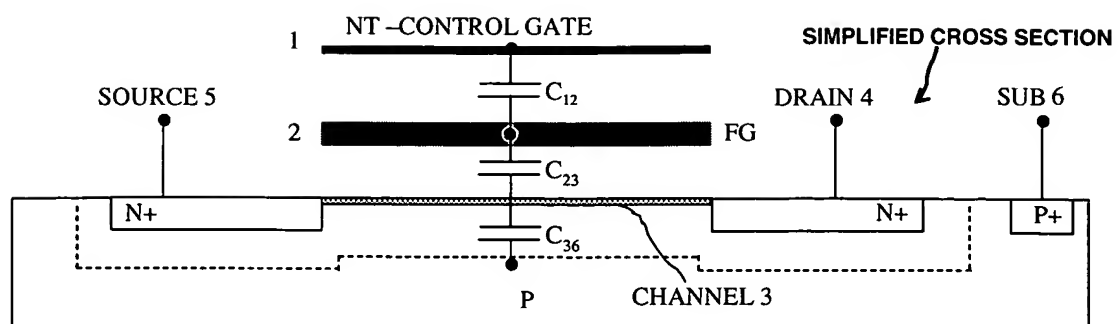 NT –CONTROL GATE
1
SIMPLIFIED CROSS SECTION
C12
SOURCE 5
DRAIN 4
SUB 6
2
FG
C23
N+
N+
P+
C36
P
CHANNEL 3